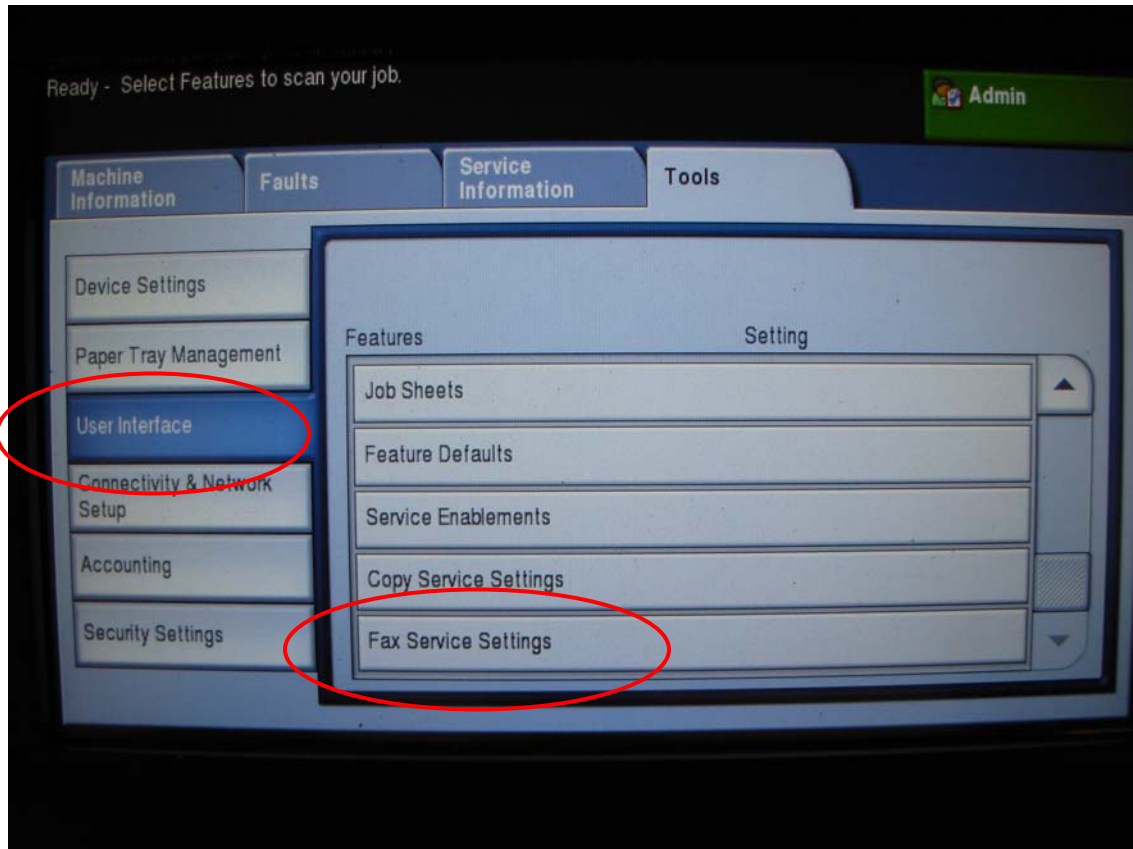 Ready - Select Features to scan your job.
Admin
Machine
Information
Faults
Service
Information
Tools
Device Settings
Paper Tray Management
User Interface
Connectivity & Network
Setup
Accounting
Security Settings
Features Setting
Job Sheets
Feature Defaults
Service Enablements
Copy Service Settings
Fax Service Settings